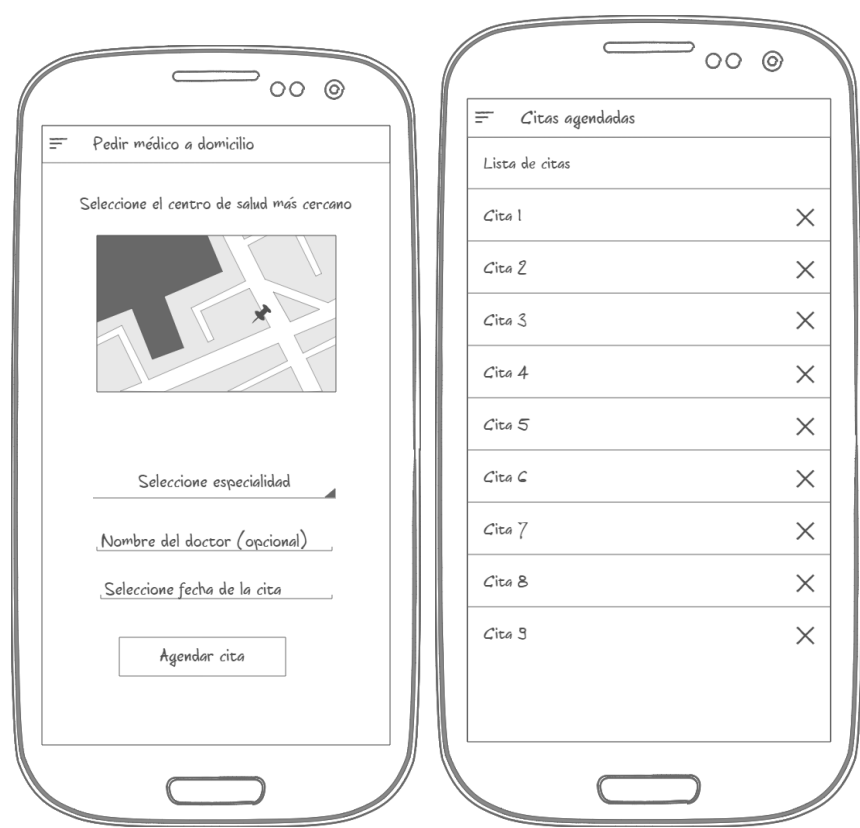 Pedir médico a domicilio
Seleccione el centro de salud más cercano
Seleccione especialidad
Nombre del doctor (opcional)
Seleccione fecha de la cita
Agendar cita
Citas agendadas
Lista de citas
Cita 1
Cita 2
Cita 3
Cita 4
Cita 5
Cita 6
Cita 7
Cita 8
Cita 9